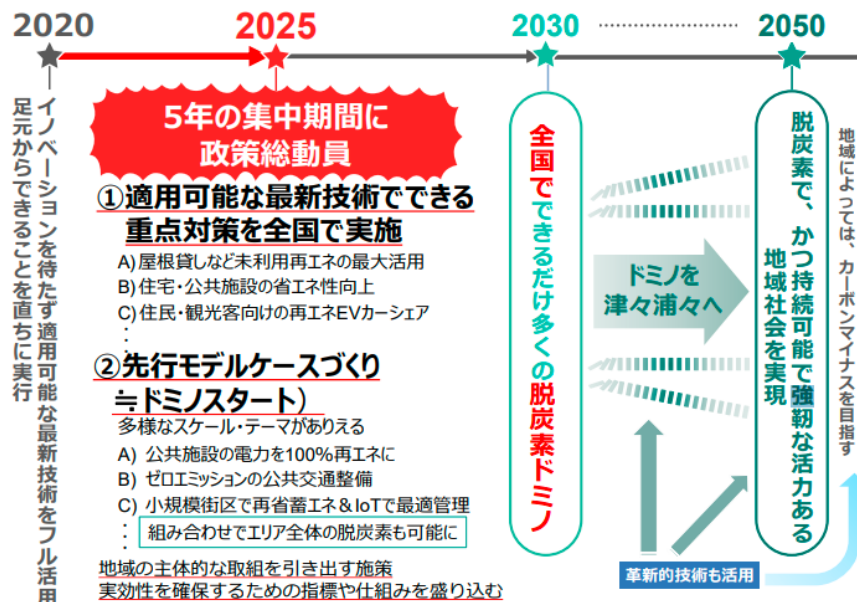 2020
2025
2030
2050
イノベーションを待たず適用可能な最新技術をフル活用
足元からできることを直ちに実行
5年の集中期間に
政策総動員
①適用可能な最新技術でできる
重点対策を全国で実施
A)屋根貸しなど未利用再エネの最大活用
B)住宅・公共施設の省エネ性向上
C)住民・観光客向けの再エネEVカーシェア
②先行モデルケースづくり
≒ドミノスタート）
多様なスケール・テーマがありえる
A) 公共施設の電力を100%再エネに
B) ゼロエミッションの公共交通整備
C) 小規模街区で再省蓄エネ＆IoTで最適管理
組み合わせでエリア全体の脱炭素も可能に
地域の主体的な取組を引き出す施策
実効性を確保するための指標や仕組みを盛り込む
全国でできるだけ多くの脱炭素ドミノ
ドミノを
津々浦々へ
革新的技術も活用
脱炭素で、かつ持続可能で強靭な活力ある
地域社会を実現
地域によっては、カーボンマイナスを目指す